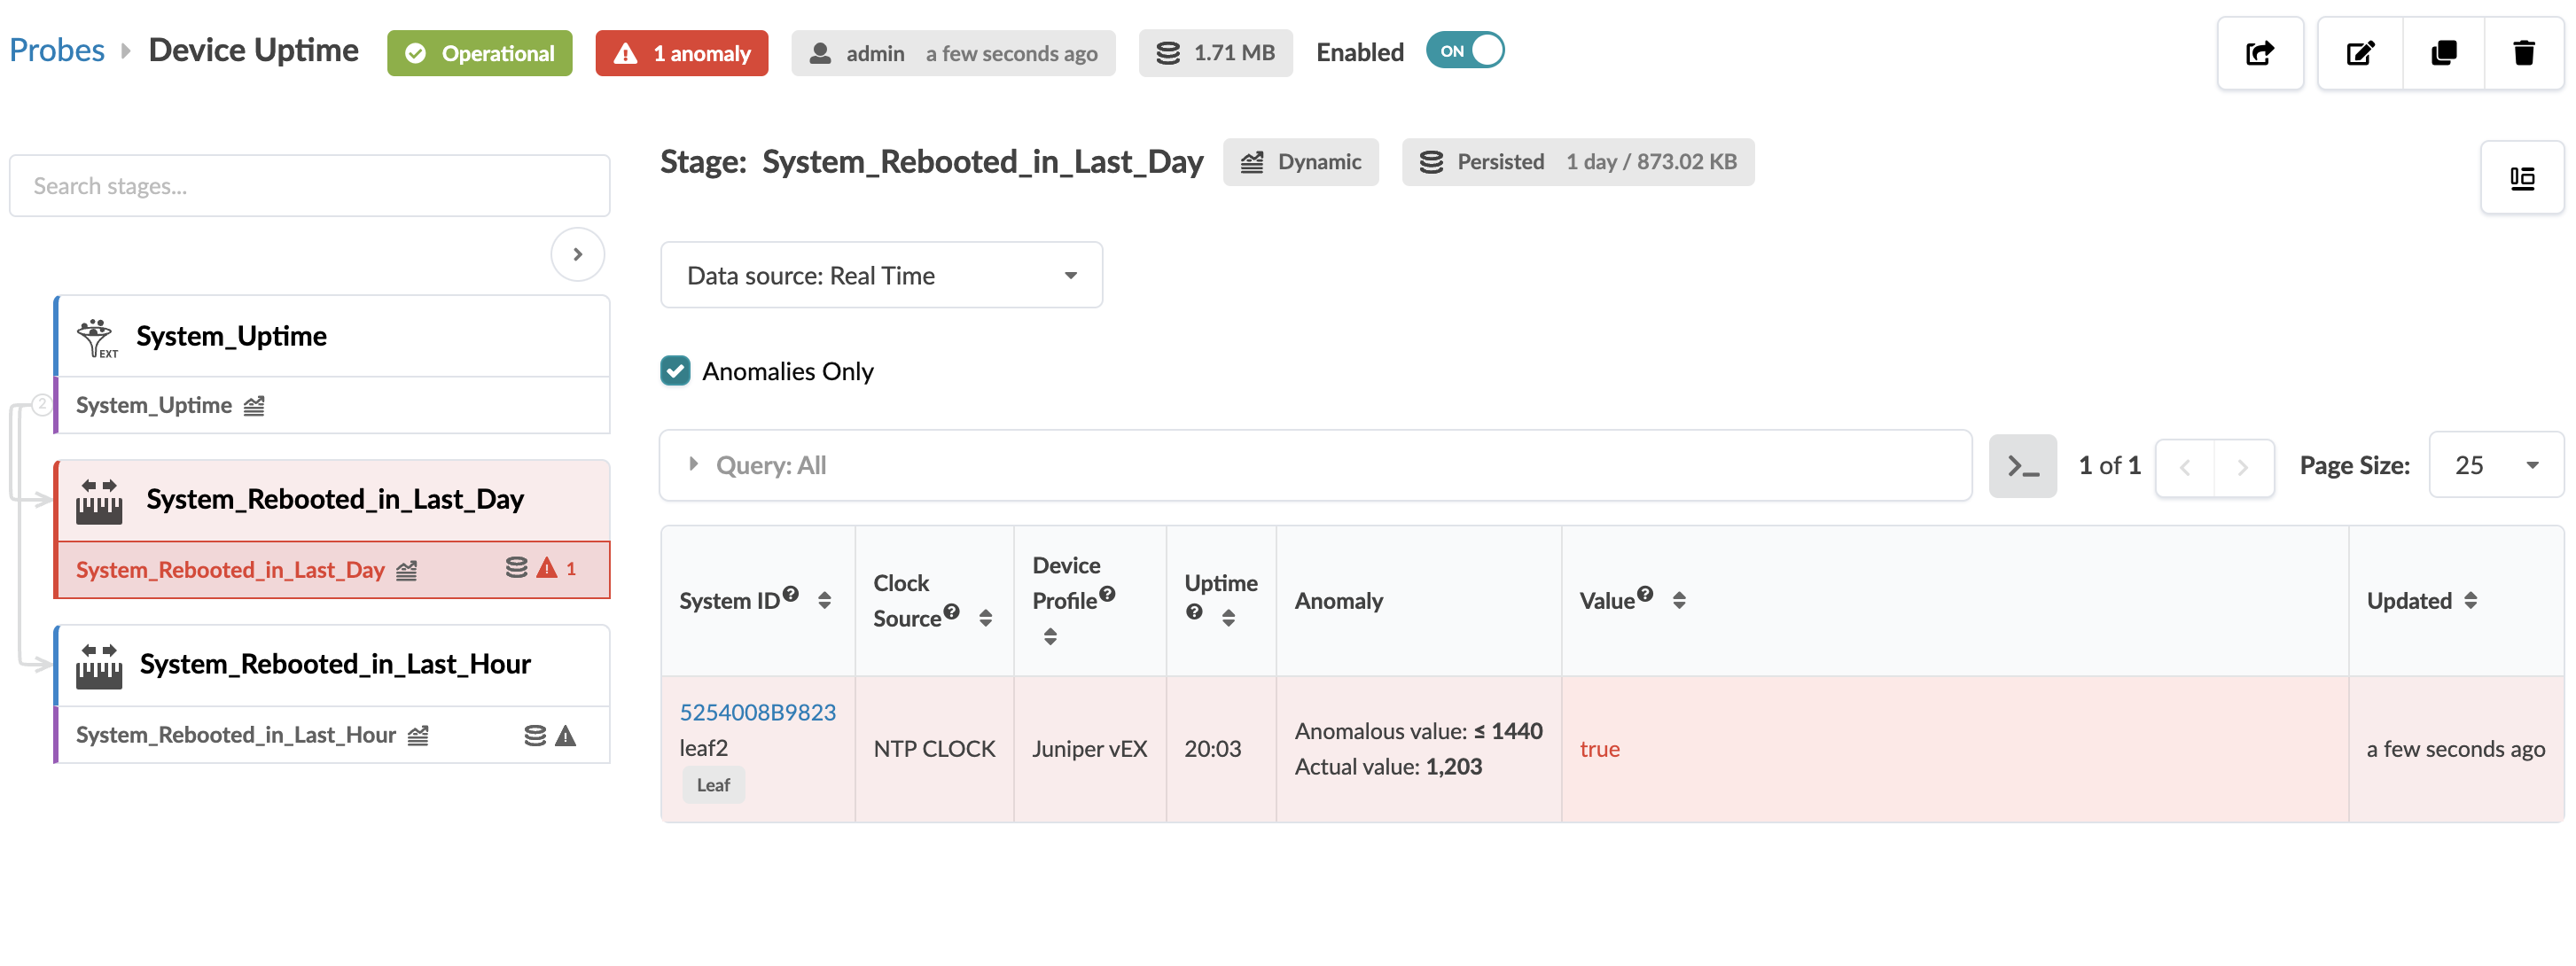 Probes Device Uptime Operational 1 anomaly admin a few seconds ago 1.71 MB Enabled ON
Search stages...
System_Uptime
EXT
System_Uptime
2
System_Rebooted_in_Last_Day
System_Rebooted_in_Last_Day 1
System_Rebooted_in_Last_Hour
System_Rebooted_in_Last_Hour
Stage: System_Rebooted_in_Last_Day Dynamic Persisted 1 day / 873.02 KB
Data source: Real Time
Anomalies Only
Query: All >_ 1 of 1 Page Size: 25
System ID
Clock
Source
Device
Profile
Uptime
Anomaly
Value
Updated
5254008B9823
leaf2
Leaf
NTP CLOCK
Juniper vEX
20:03
Anomalous value: ≤ 1440
Actual value: 1,203
true
a few seconds ago